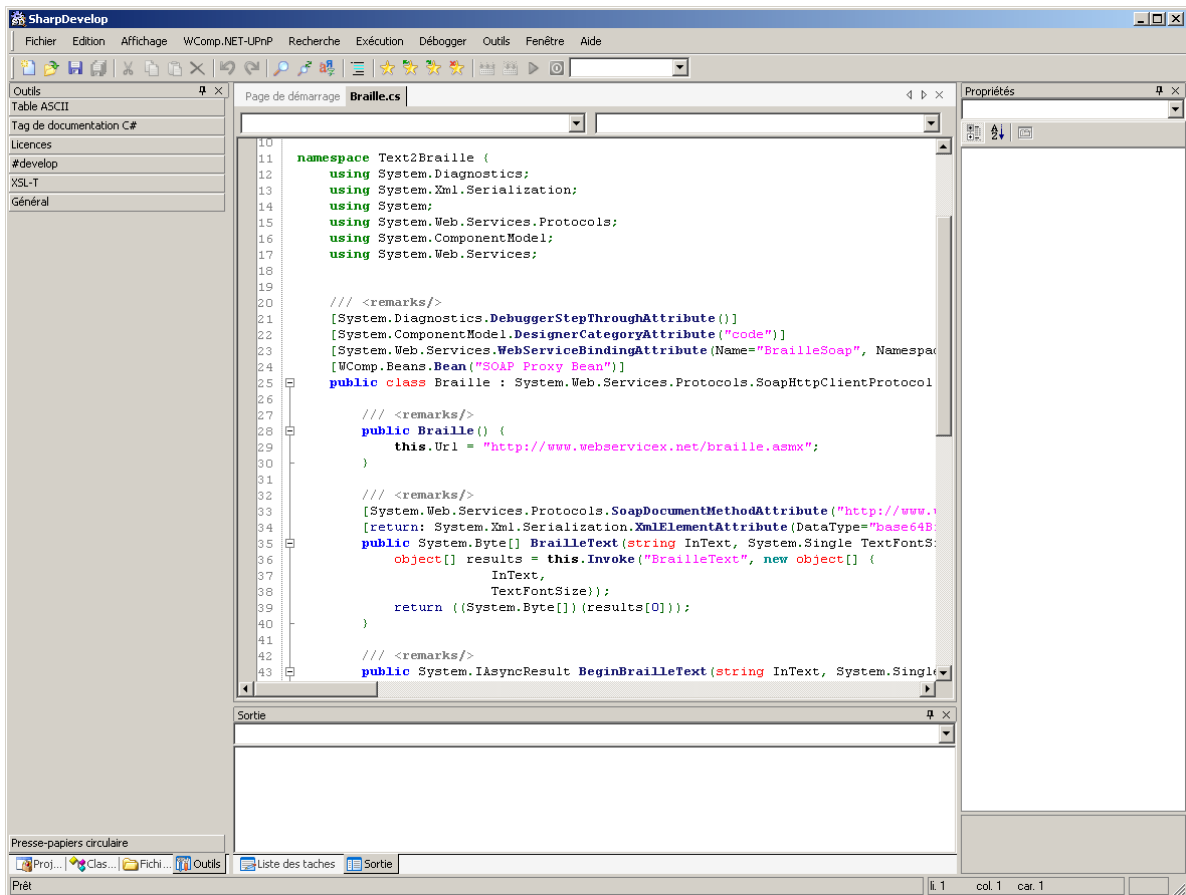 SharpDevelop
Fichier Edition Affichage WComp.NET-UPnP Recherche Exécution Débogger Outils Fenêtre Aide
Outils
Table ASCII
Tag de documentation C#
Licences
#develop
XSL-T
Général
Presse-papiers circulaire
Proj... Clas... Fichi... Outils
Page de démarrage Braille.cs
10
11 namespace Text2Braille {
12 using System.Diagnostics;
13 using System.Xml.Serialization;
14 using System;
15 using System.Web.Services.Protocols;
16 using System.ComponentModel;
17 using System.Web.Services;
18
19
20 /// <remarks/>
21 [System.Diagnostics.DebuggerStepThroughAttribute()]
22 [System.ComponentModel.DesignerCategoryAttribute("code")]
23 [System.Web.Services.WebServiceBindingAttribute(Name="BrailleSoap", Namespac
24 [WComp.Beans.Bean("SOAP Proxy Bean")]
25 public class Braille : System.Web.Services.Protocols.SoapHttpClientProtocol
26
27 /// <remarks/>
28 public Braille() {
29 this.Url = "http://www.webservicex.net/braille.asmx";
30 }
31
32 /// <remarks/>
33 [System.Web.Services.Protocols.SoapDocumentMethodAttribute("http://www.
34 [return: System.Xml.Serialization.XmlElementAttribute(DataType="base64B
35 public System.Byte[] BrailleText(string InText, System.Single TextFontS
36 object[] results = this.Invoke("BrailleText", new object[] {
37 InText,
38 TextFontSize});
39 return ((System.Byte[])(results[0]));
40 }
41
42 /// <remarks/>
43 public System.IAsyncResult BeginBrailleText(string InText, System.Single
Sortie
Liste des taches Sortie
Propriétés
Prêt
li. 1 col. 1 car. 1